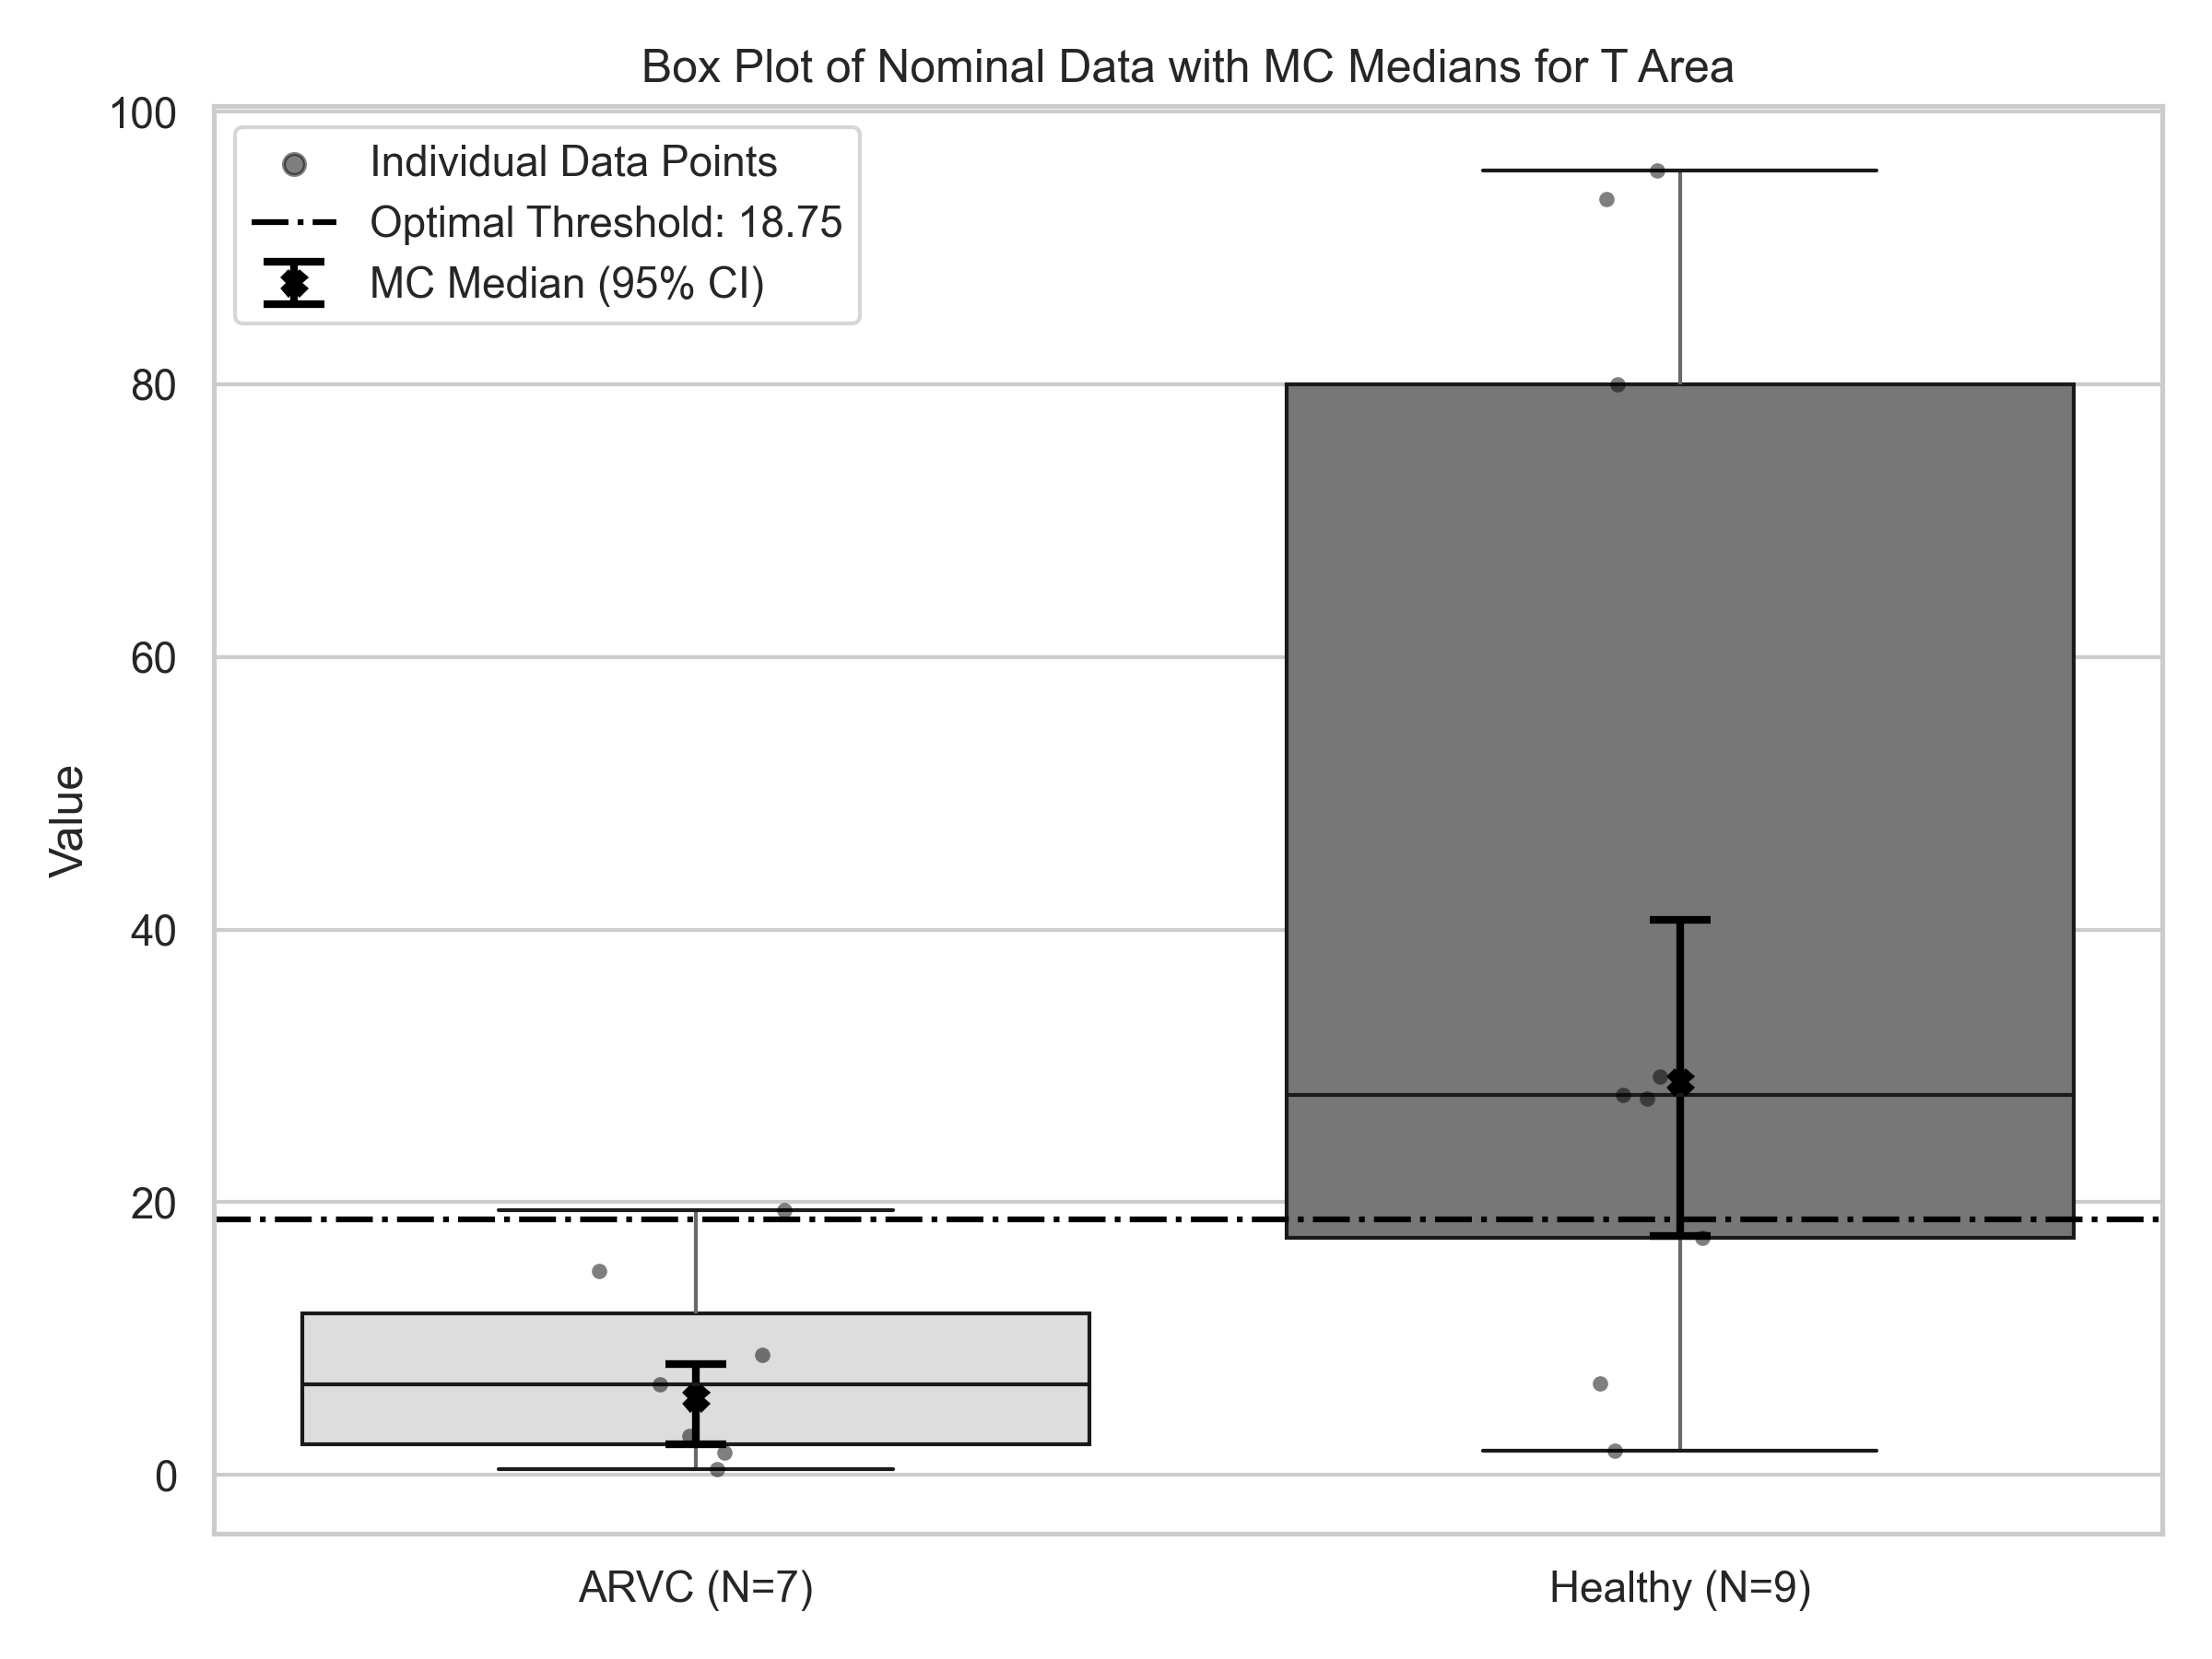 Box Plot of Nominal Data with MC Medians for T Area
Individual Data Points
Optimal Threshold: 18.75
MC Median (95% CI)
100
80
60
40
20
0
Value
ARVC (N=7)
Healthy (N=9)